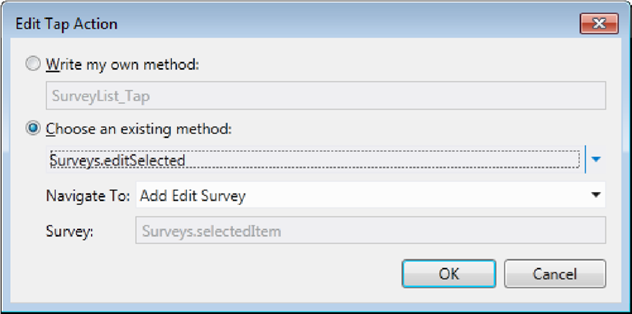 Edit Tap Action
Write my own method:
SurveyList_Tap
Choose an existing method:
Surveys.editSelected
Navigate To: Add Edit Survey
Survey: Surveys.selectedItem
OK Cancel